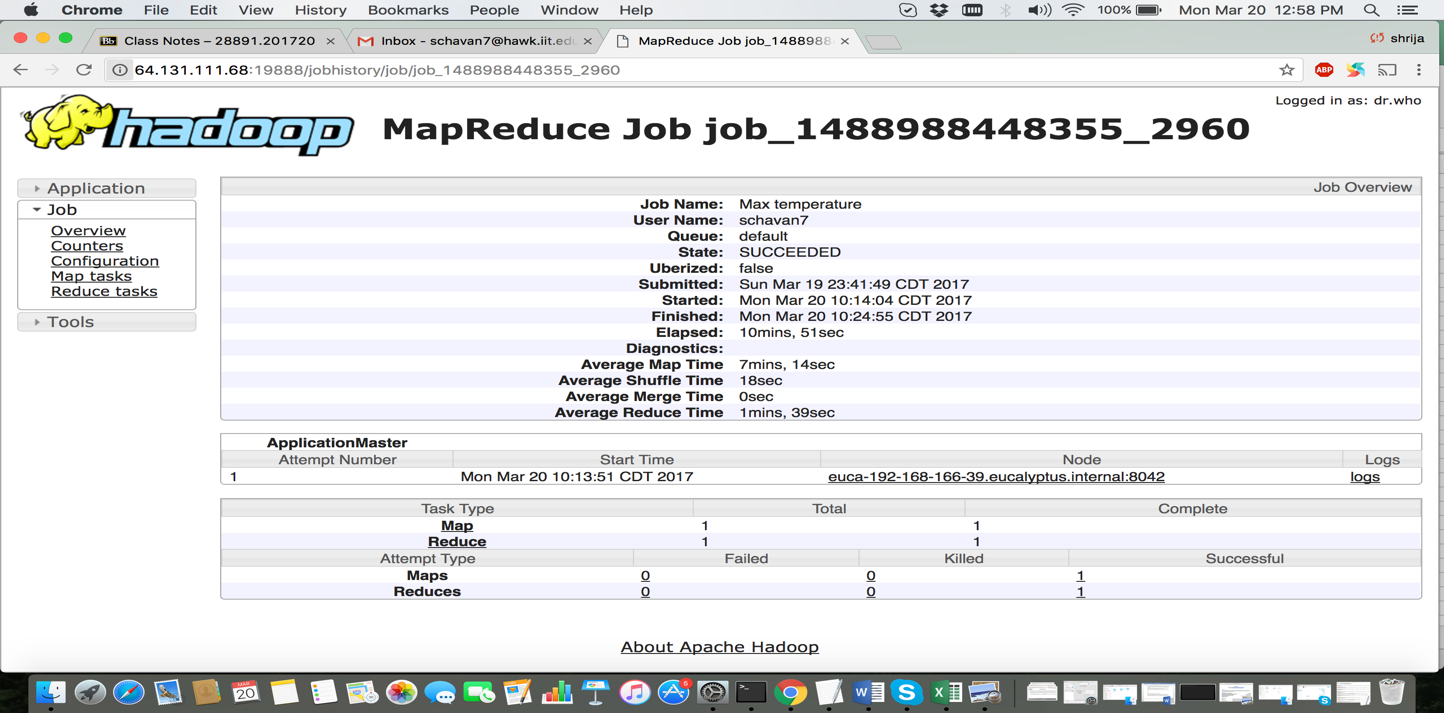 Chrome File Edit View History Bookmarks People Window Help 100% Mon Mar 20 12:58 PM
Bb Class Notes – 28891.201720 × Inbox - schavan7@hawk.iit.edu × MapReduce Job job_1488988 × shrija
64.131.111.68:19888/jobhistory/job/job_1488988448355_2960 ABP
Logged in as: dr.who
hadoop MapReduce Job job_1488988448355_2960
Application
Job
Overview
Counters
Configuration
Map tasks
Reduce tasks
Tools
Job Overview
Job Name: Max temperature
User Name: schavan7
Queue: default
State: SUCCEEDED
Uberized: false
Submitted: Sun Mar 19 23:41:49 CDT 2017
Started: Mon Mar 20 10:14:04 CDT 2017
Finished: Mon Mar 20 10:24:55 CDT 2017
Elapsed: 10mins, 51sec
Diagnostics:
Average Map Time 7mins, 14sec
Average Shuffle Time 18sec
Average Merge Time 0sec
Average Reduce Time 1mins, 39sec
ApplicationMaster
Attempt Number Start Time Node Logs
1 Mon Mar 20 10:13:51 CDT 2017 euca-192-168-166-39.eucalyptus.internal:8042 logs
Task Type Total Complete
Map 1 1
Reduce 1 1
Attempt Type Failed Killed Successful
Maps 0 0 1
Reduces 0 0 1
About Apache Hadoop
MAR 20 6 W S X